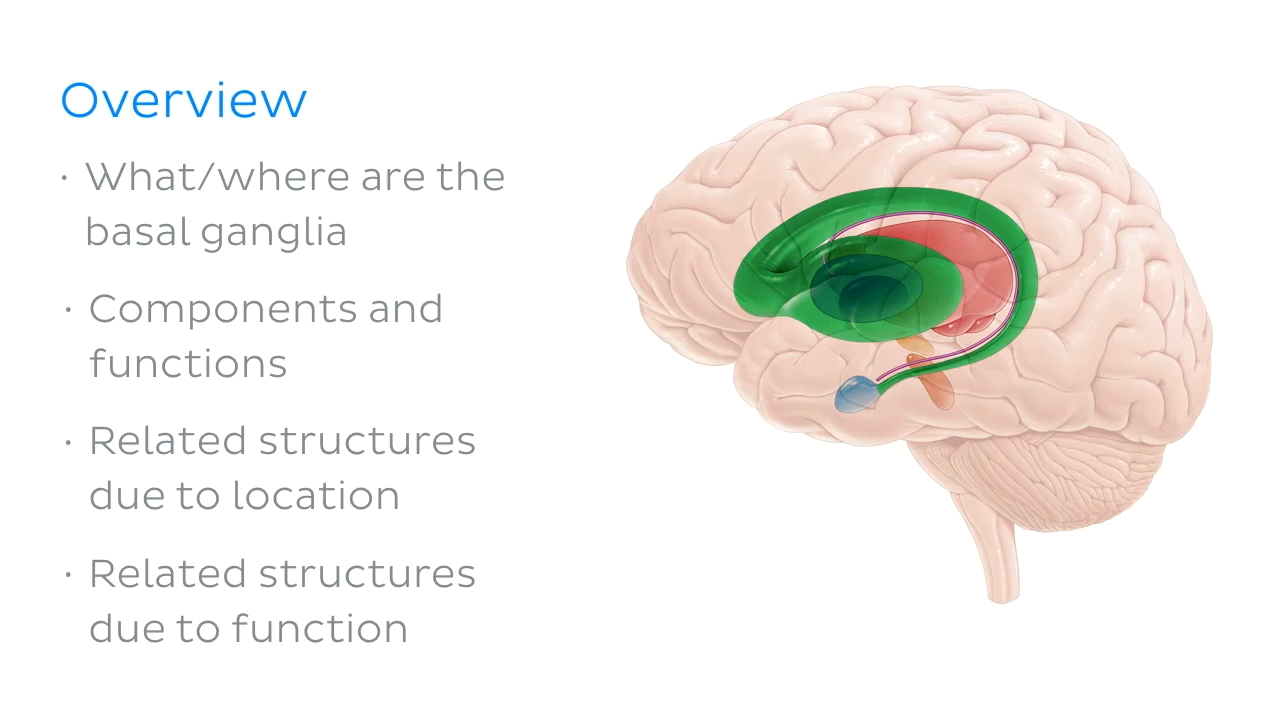 Overview
· What/where are the
basal ganglia
· Components and
functions
· Related structures
due to location
· Related structures
due to function